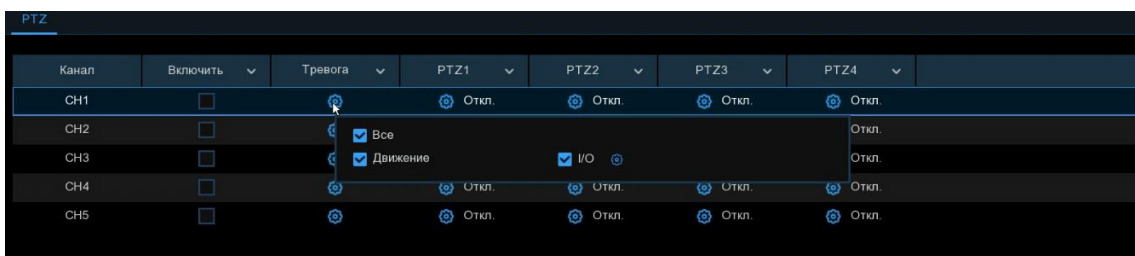 PTZ
Канал Включить Тревога PTZ1 PTZ2 PTZ3 PTZ4
CH1 Откл. Откл. Откл. Откл.
CH2 Все Откл.
CH3 Движение I/O Откл.
CH4 Откл. Откл. Откл. Откл.
CH5 Откл. Откл. Откл. Откл.